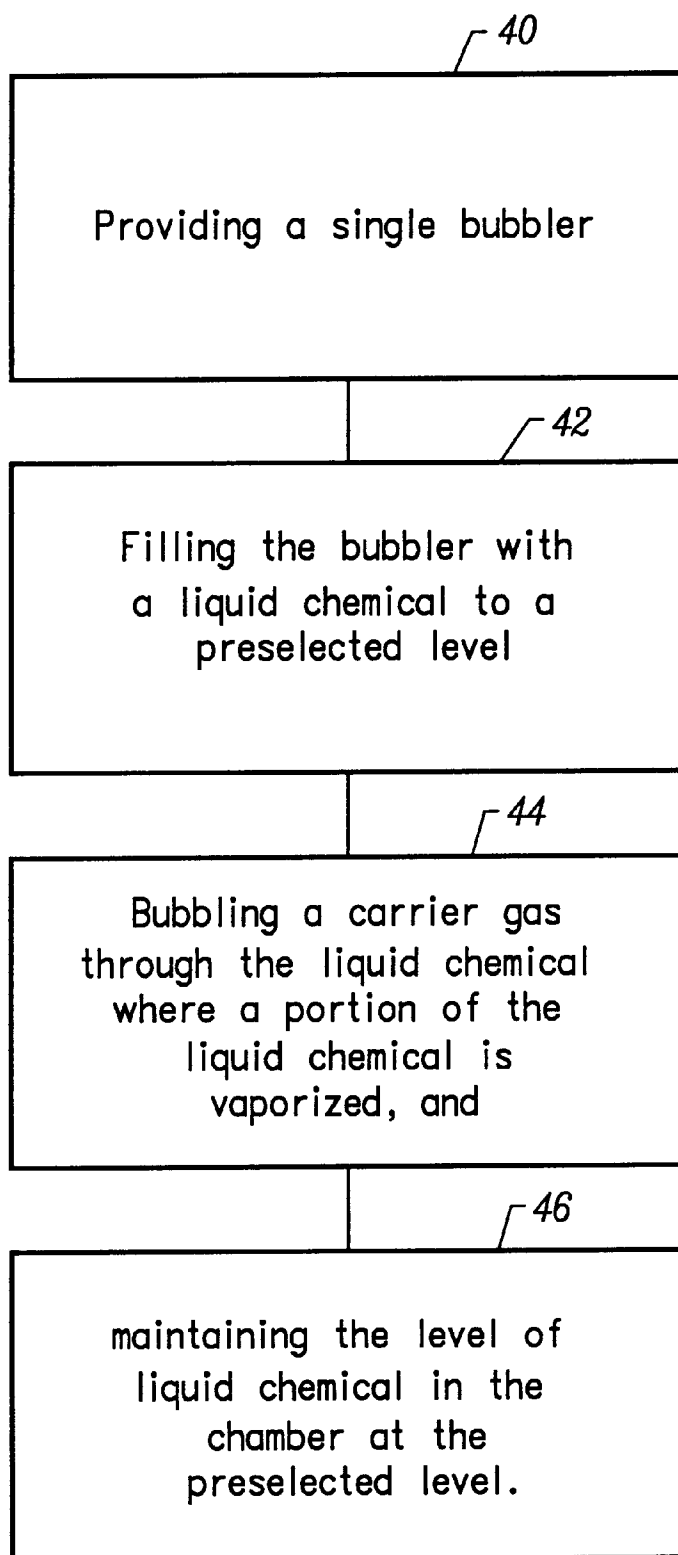 40
Providing a single bubbler
42
Filling the bubbler with
a liquid chemical to a
preselected level
44
Bubbling a carrier gas
through the liquid chemical
where a portion of the
liquid chemical is
vaporized, and
46
maintaining the level of
liquid chemical in the
chamber at the
preselected level.